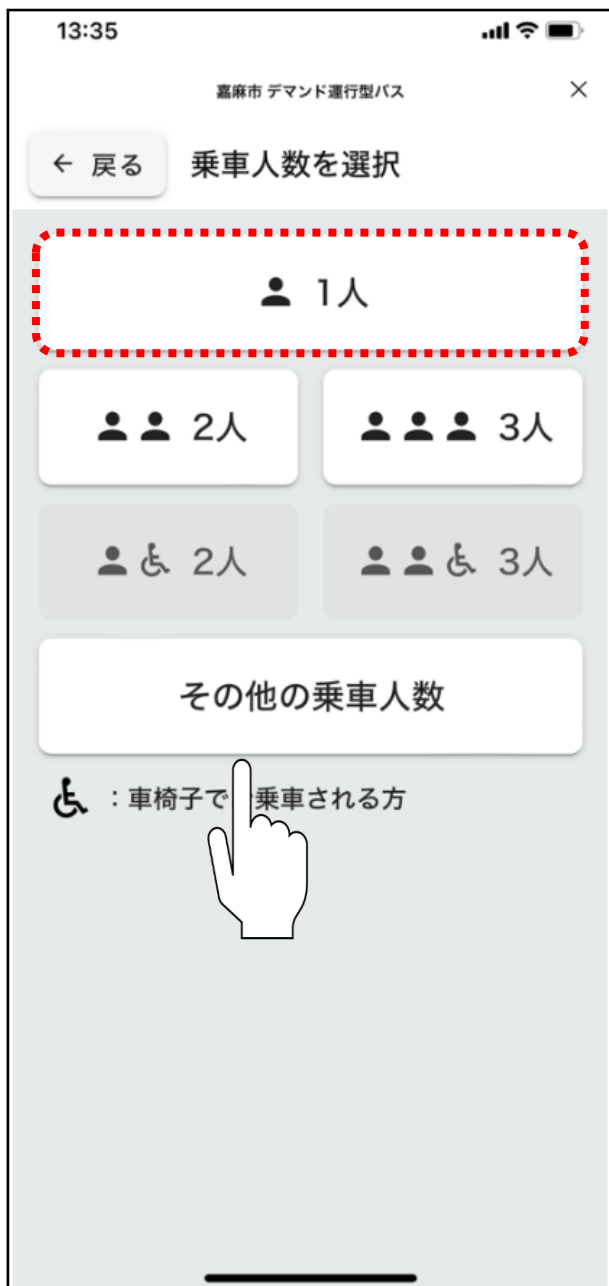 13:35
嘉麻市 デマンド運行型バス
← 戻る 乗車人数を選択
1人
2人 3人
2人 3人
その他の乗車人数
：車椅子で 乗車される方